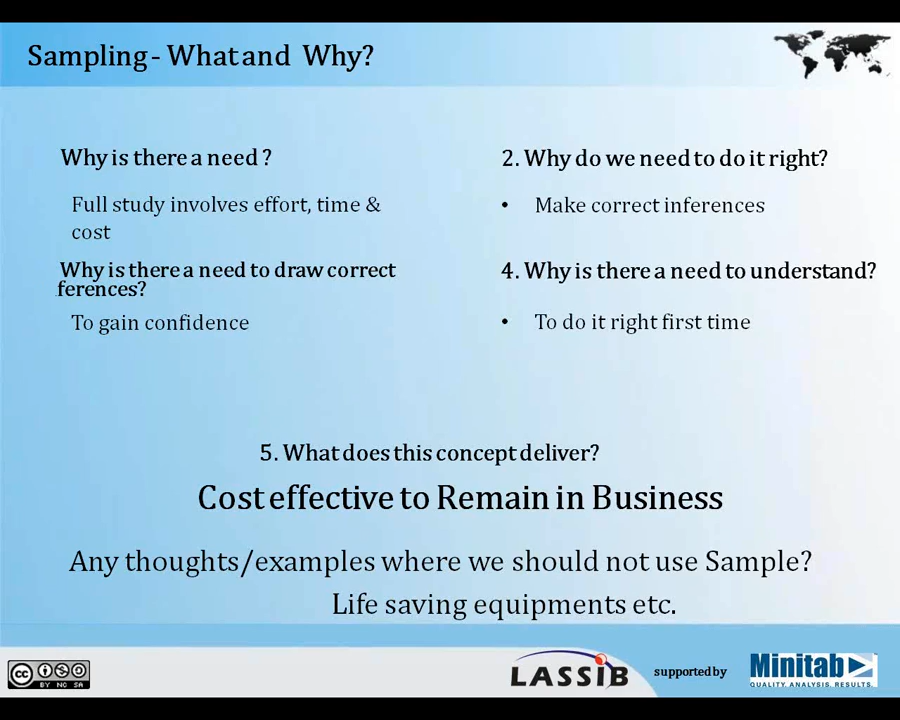 Sampling - What and Why?
Why is there a need ?
Full study involves effort, time &
cost
2. Why do we need to do it right?
• Make correct inferences
Why is there a need to draw correct
ferences?
To gain confidence
4. Why is there a need to understand?
• To do it right first time
5. What does this concept deliver?
Cost effective to Remain in Business
Any thoughts/examples where we should not use Sample?
Life saving equipments etc.
cc
BY NC SA
LASSIB
supported by
Minitab
QUALITY. ANALYSIS. RESULTS.